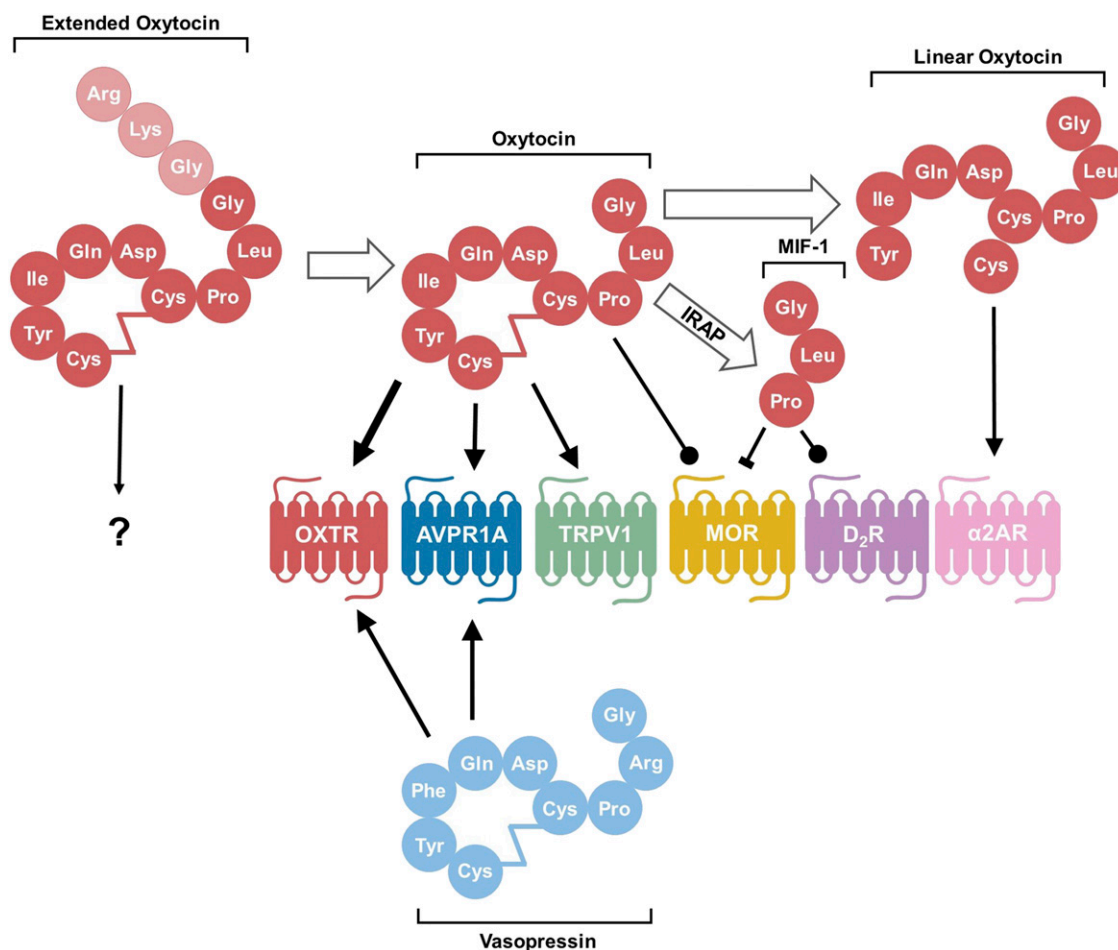 Extended Oxytocin
Arg
Lys
Gly
Gly
Leu
Pro
Cys
Asp
Gln
Ile
Tyr
Cys
?
Oxytocin
Gly
Leu
Pro
Cys
Asp
Gln
Ile
Tyr
Cys
IRAP
MIF-1
Gly
Leu
Pro
Linear Oxytocin
Gly
Leu
Pro
Cys
Asp
Gln
Ile
Tyr
Cys
OXTR
AVPR1A
TRPV1
MOR
D₂R
α2AR
Gly
Arg
Pro
Cys
Asp
Gln
Phe
Tyr
Cys
Vasopressin